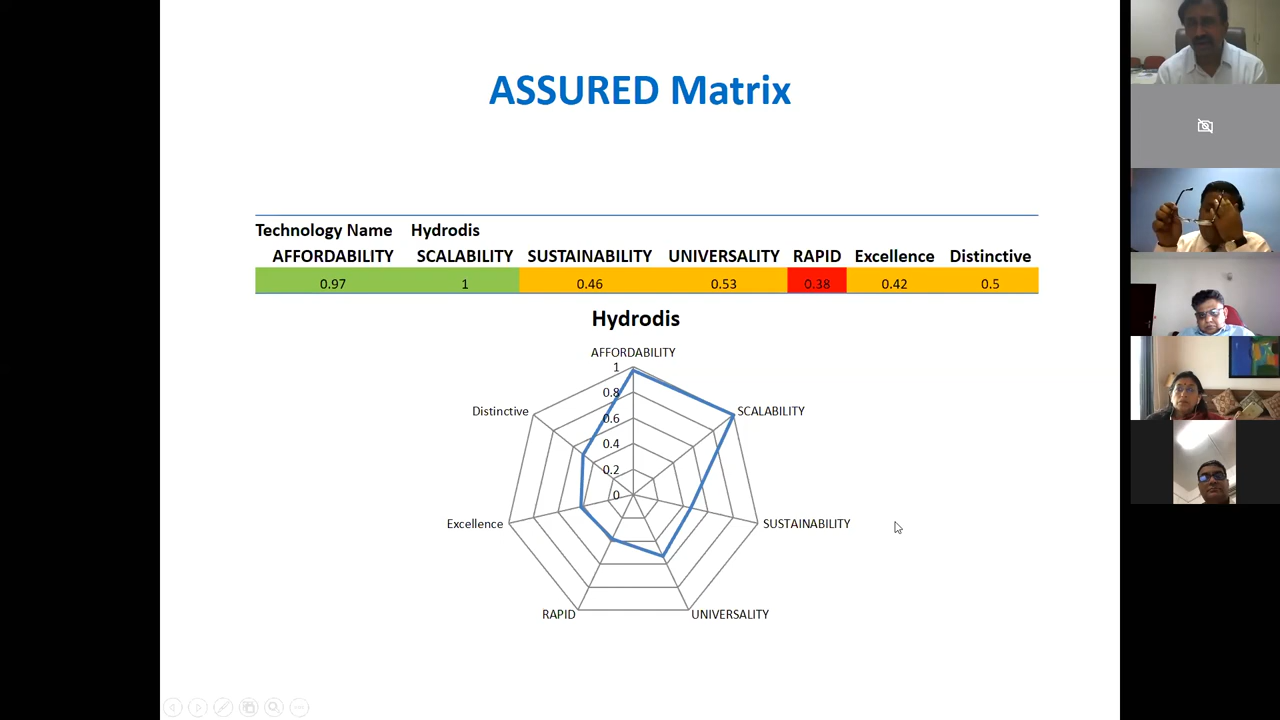 ASSURED Matrix
Technology Name Hydrodis
AFFORDABILITY SCALABILITY SUSTAINABILITY UNIVERSALITY RAPID Excellence Distinctive
0.97 1 0.46 0.53 0.38 0.42 0.5
Hydrodis
AFFORDABILITY
1
0.8
Distinctive SCALABILITY
0.6
0.4
0.2
0
Excellence SUSTAINABILITY
RAPID UNIVERSALITY